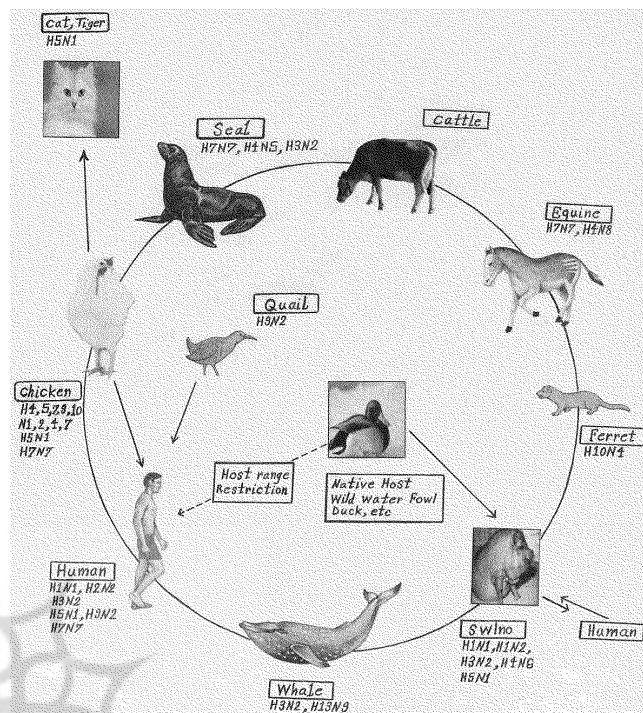 Cat, Tiger
H5N1
Seal
H7N7, H4N5, H3N2
Cattle
Equine
H7N7, H4N8
Quail
H9N2
Chicken
H4,5,7,9,10
N1,2,4,7
H5N1
H7N7
Ferret
H10N4
Host range
Restriction
Native Host
Wild water Fowl
Duck, etc
Human
H1N1, H2N2
H3N2
H5N1, H9N2
H7N7
Swino
H1N1, H1N2,
H3N2, H4N6
H5N1
Human
Whale
H3N2, H13N9